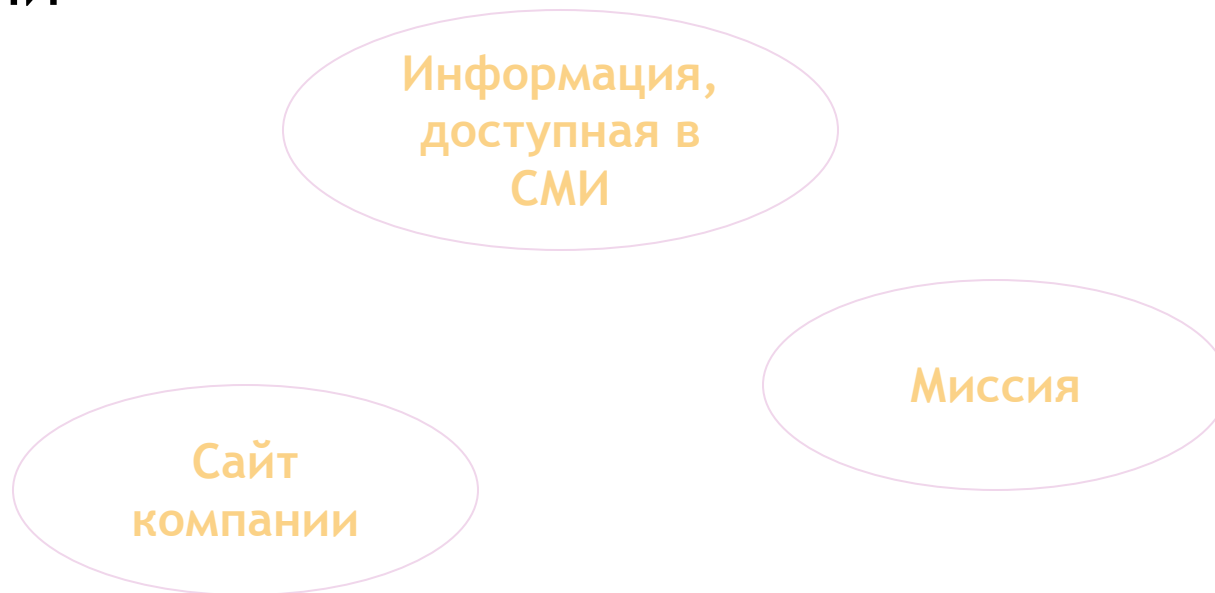 Информация,
доступная в
СМИ
Миссия
Сайт
компании